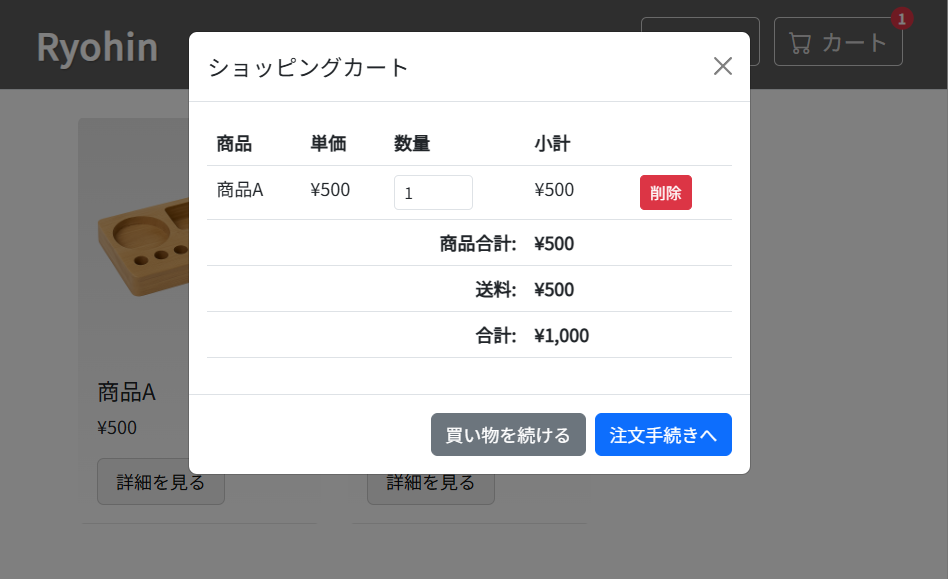 Ryohin
カート
1
ショッピングカート
商品 単価 数量 小計
商品A ¥500 1 ¥500 削除
商品合計: ¥500
送料: ¥500
合計: ¥1,000
買い物を続ける 注文手続きへ
商品A
¥500
詳細を見る 詳細を見る